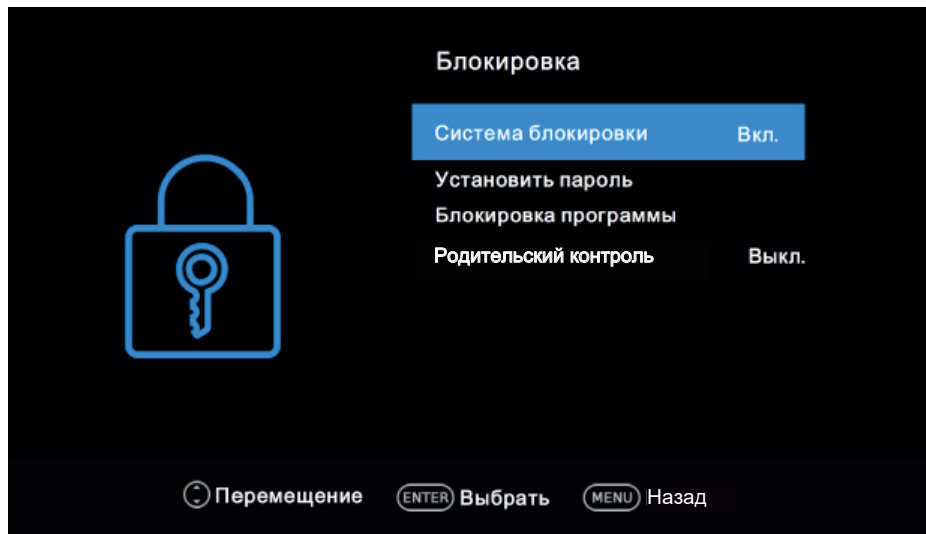 Блокировка
Система блокировки Вкл.
Установить пароль
Блокировка программы
Родительский контроль Выкл.
Перемещение ENTER Выбрать MENU Назад